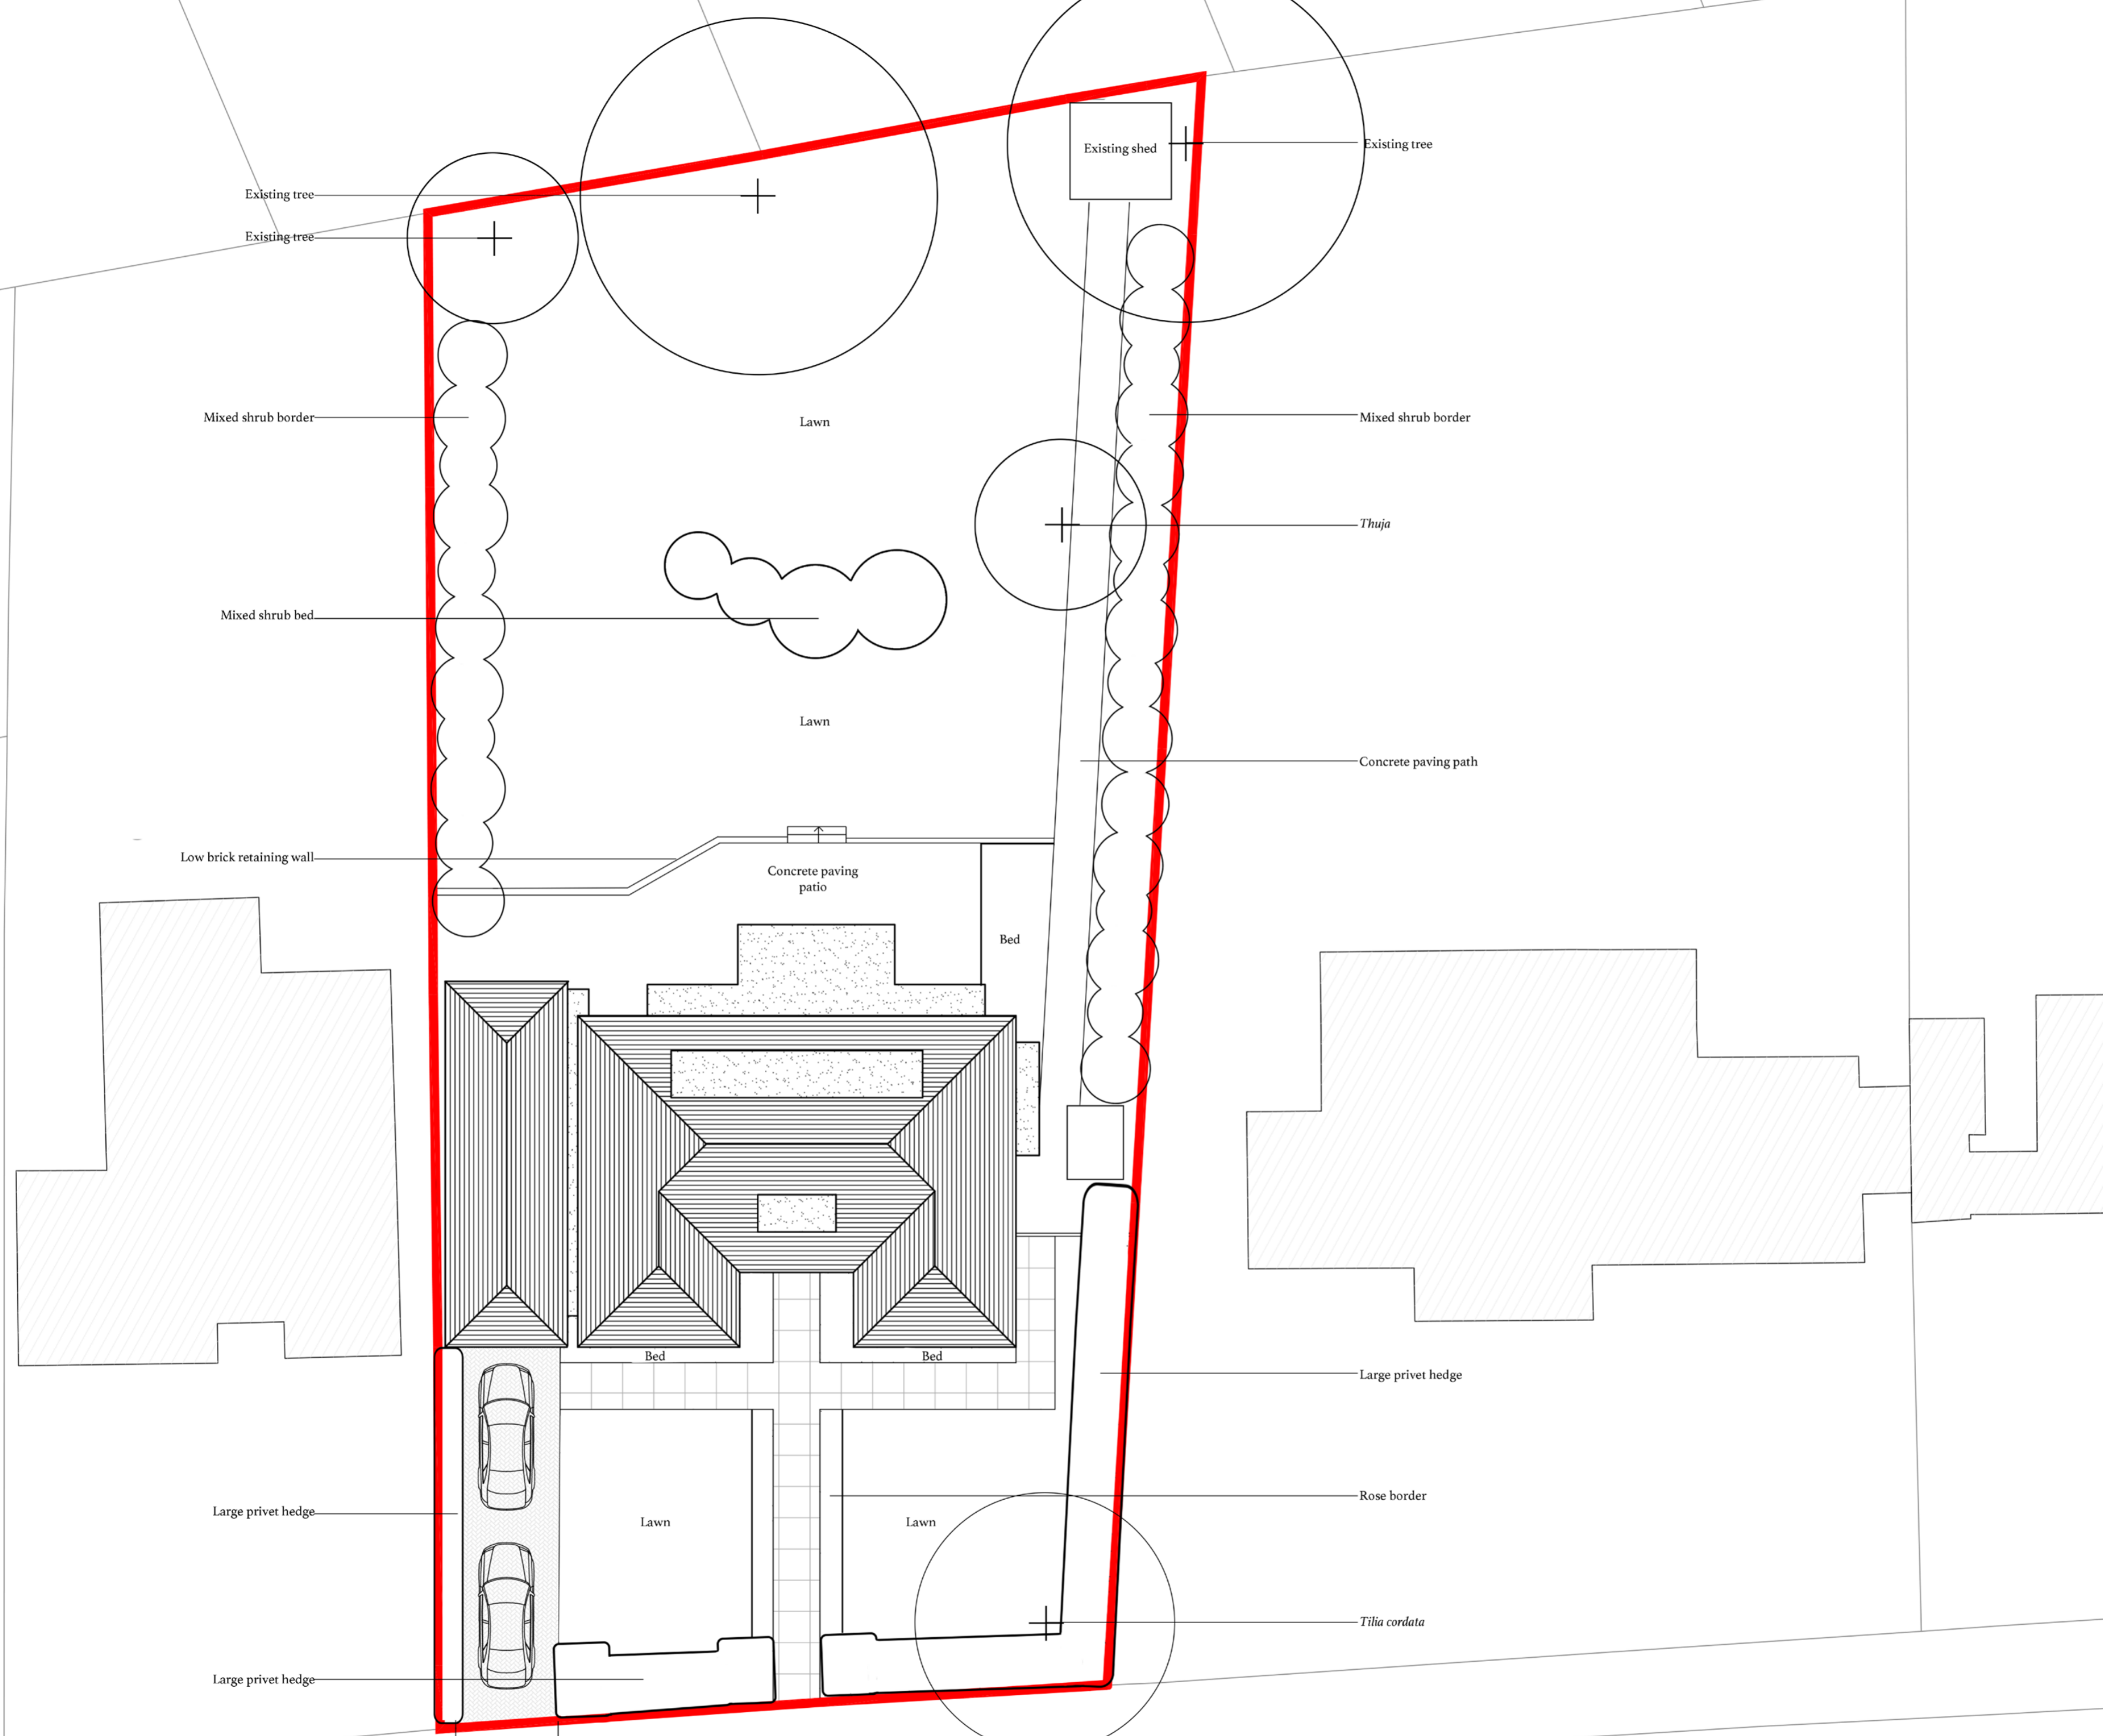 Existing shed
Existing tree
Existing tree
Existing tree
Mixed shrub border
Lawn
Mixed shrub border
Thuja
Mixed shrub bed
Lawn
Concrete paving path
Low brick retaining wall
Concrete paving
patio
Bed
Bed
Bed
Large privet hedge
Rose border
Large privet hedge
Lawn
Lawn
Tilia cordata
Large privet hedge